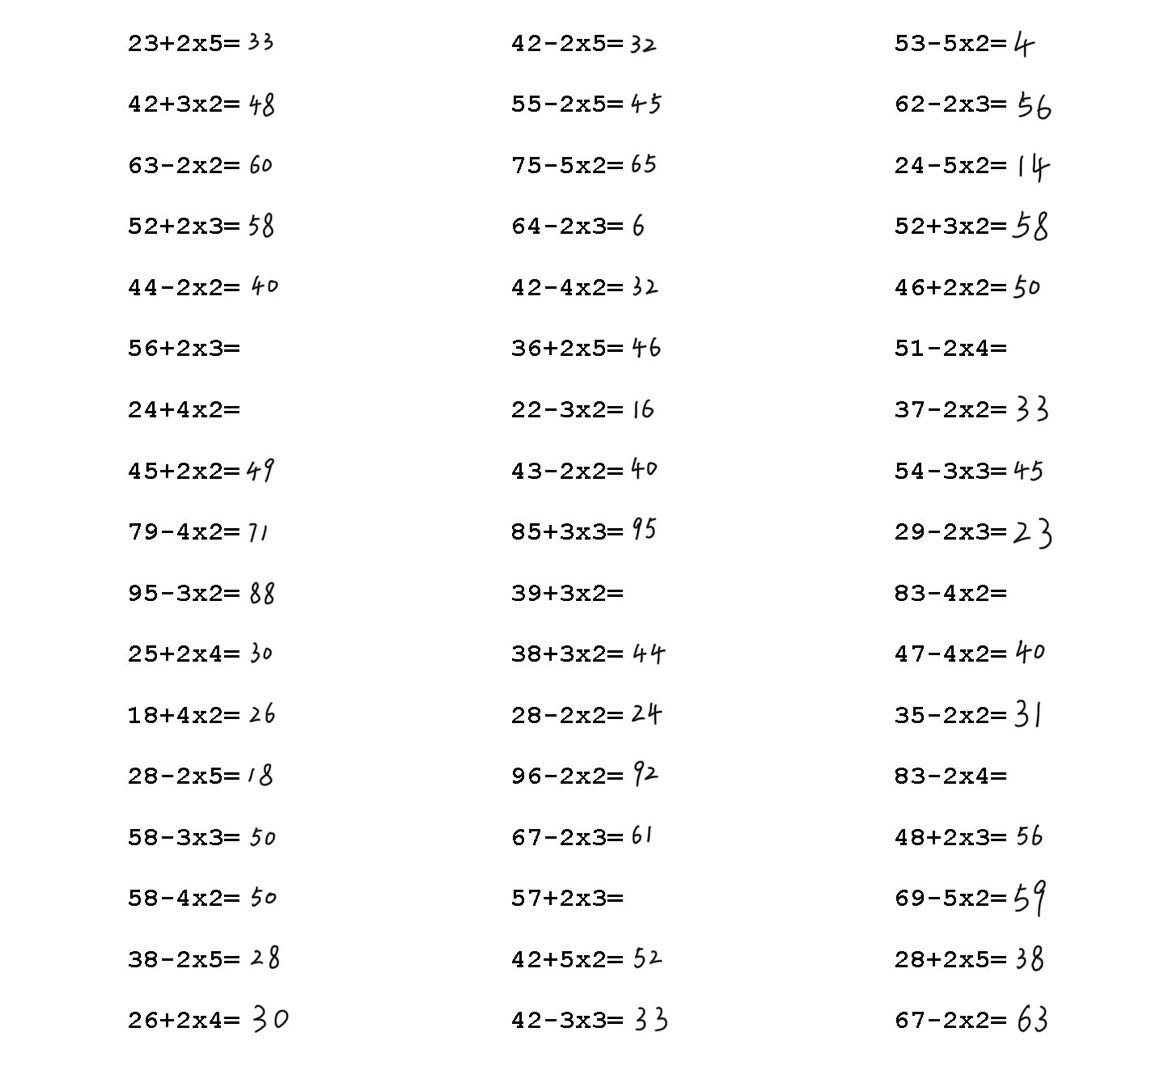 23+2x5= 33 42-2x5= 32 53-5x2= 4
42+3x2= 48 55-2x5= 45 62-2x3= 56
63-2x2= 60 75-5x2= 65 24-5x2= 14
52+2x3= 58 64-2x3= 6 52+3x2= 58
44-2x2= 40 42-4x2= 32 46+2x2= 50
56+2x3= 36+2x5= 46 51-2x4=
24+4x2= 22-3x2= 16 37-2x2= 33
45+2x2= 49 43-2x2= 40 54-3x3= 45
79-4x2= 71 85+3x3= 95 29-2x3= 23
95-3x2= 88 39+3x2= 83-4x2=
25+2x4= 30 38+3x2= 44 47-4x2= 40
18+4x2= 26 28-2x2= 24 35-2x2= 31
28-2x5= 18 96-2x2= 92 83-2x4=
58-3x3= 50 67-2x3= 61 48+2x3= 56
58-4x2= 50 57+2x3= 69-5x2= 59
38-2x5= 28 42+5x2= 52 28+2x5= 38
26+2x4= 30 42-3x3= 33 67-2x2= 63